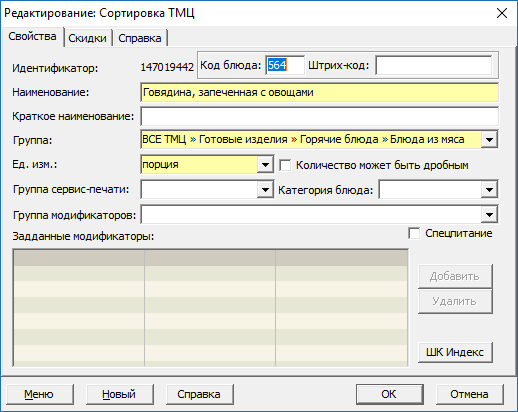 Редактирование: Сортировка ТМЦ
Свойства Скидки Справка
Идентификатор: 147019442 Код блюда: 564 Штрих-код:
Наименование: Говядина, запеченная с овощами
Краткое наименование:
Группа: ВСЕ ТМЦ » Готовые изделия » Горячие блюда » Блюда из мяса
Ед. изм.: порция Количество может быть дробным
Группа сервис-печати: Категория блюда:
Группа модификаторов:
Задданные модификаторы: Спецпитание
Добавить
Удалить
ШК Индекс
Меню Новый Справка ОК Отмена